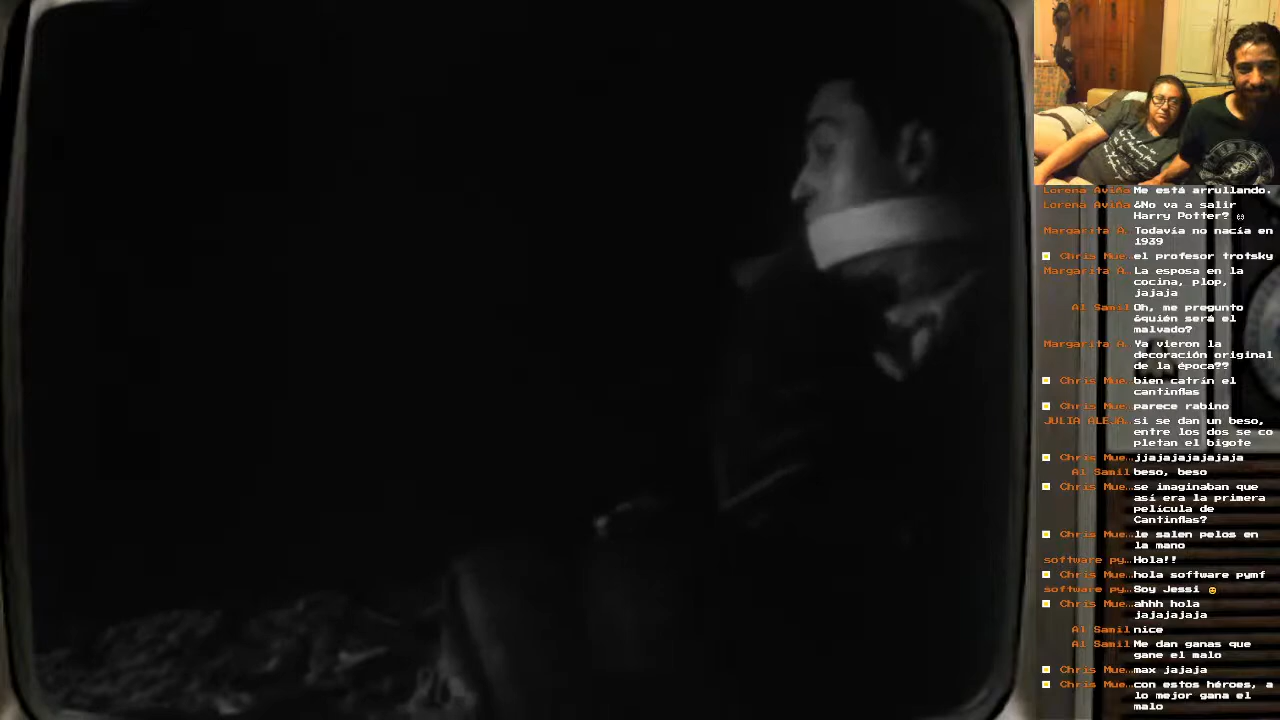 Lorena Aviña Me está arrullando.
Lorena Aviña ¿No va a salir
Harry Potter?
Margarita A. Todavía no nacía en
1939
Chris Mue… el profesor trotsky
Margarita A… La esposa en la
cocina, plop,
jajaja
Al Samil Oh, me pregunto
¿quién será el
malvado?
Margarita A. Ya vieron la
decoración original
de la época??
Chris Mue… bien catrín el
cantinflas
Chris Mue… parece rabino
JULIA ALEJA… si se dan un beso,
entre los dos se co
pletan el bigote
Chris Mue… jjajajajajaja
Al Samil beso, beso
Chris Mue… se imaginaban que
así era la primera
película de
Cantinflas?
Chris Mue… le salen pelos en
la mano
software py… Hola!!
Chris Mue… hola software pymf
software py… Soy Jessi
Chris Mue… ahhh hola
jajajajaja
Al Samil nice
Al Samil Me dan ganas que
gane el malo
Chris Mue… max jajaja
Chris Mue… con estos héroes, a
lo mejor gana el
malo